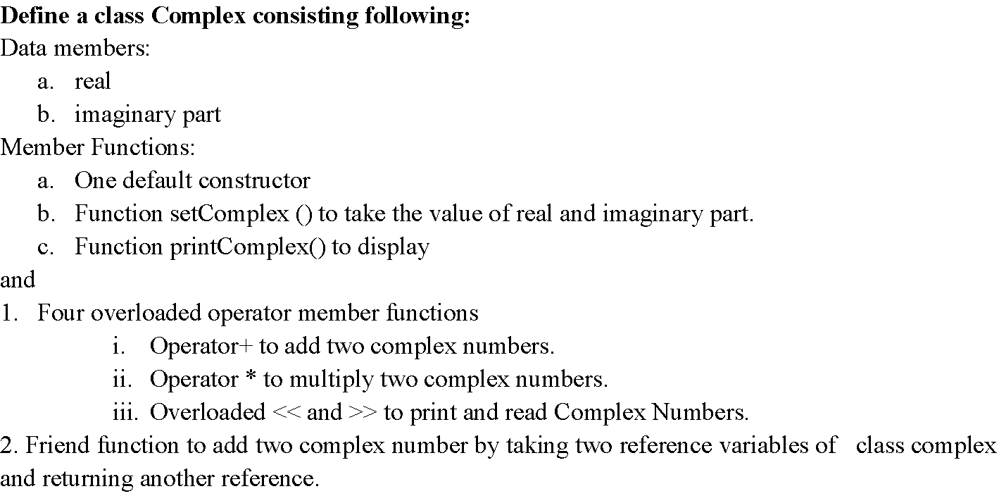 Define a class Complex consisting following:
Data members:
a. real
b. imaginary part
Member Functions:
a. One default constructor
b. Function setComplex () to take the value of real and imaginary part.
c. Function printComplex() to display
and
1. Four overloaded operator member functions
i. Operator+ to add two complex numbers.
ii. Operator * to multiply two complex numbers.
iii. Overloaded << and >> to print and read Complex Numbers.
2. Friend function to add two complex number by taking two reference variables of class complex
and returning another reference.